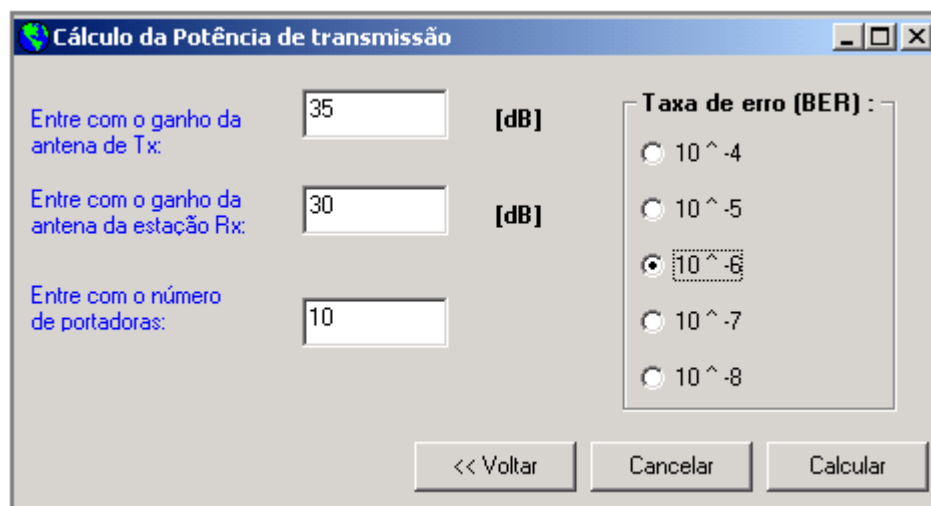 Cálculo da Potência de transmissão
Entre com o ganho da
antena de Tx:
35
[dB]
Entre com o ganho da
antena da estação Rx:
30
[dB]
Entre com o número
de portadoras:
10
Taxa de erro (BER) :
10 ^ -4
10 ^ -5
10 ^ -6
10 ^ -7
10 ^ -8
<< Voltar
Cancelar
Calcular